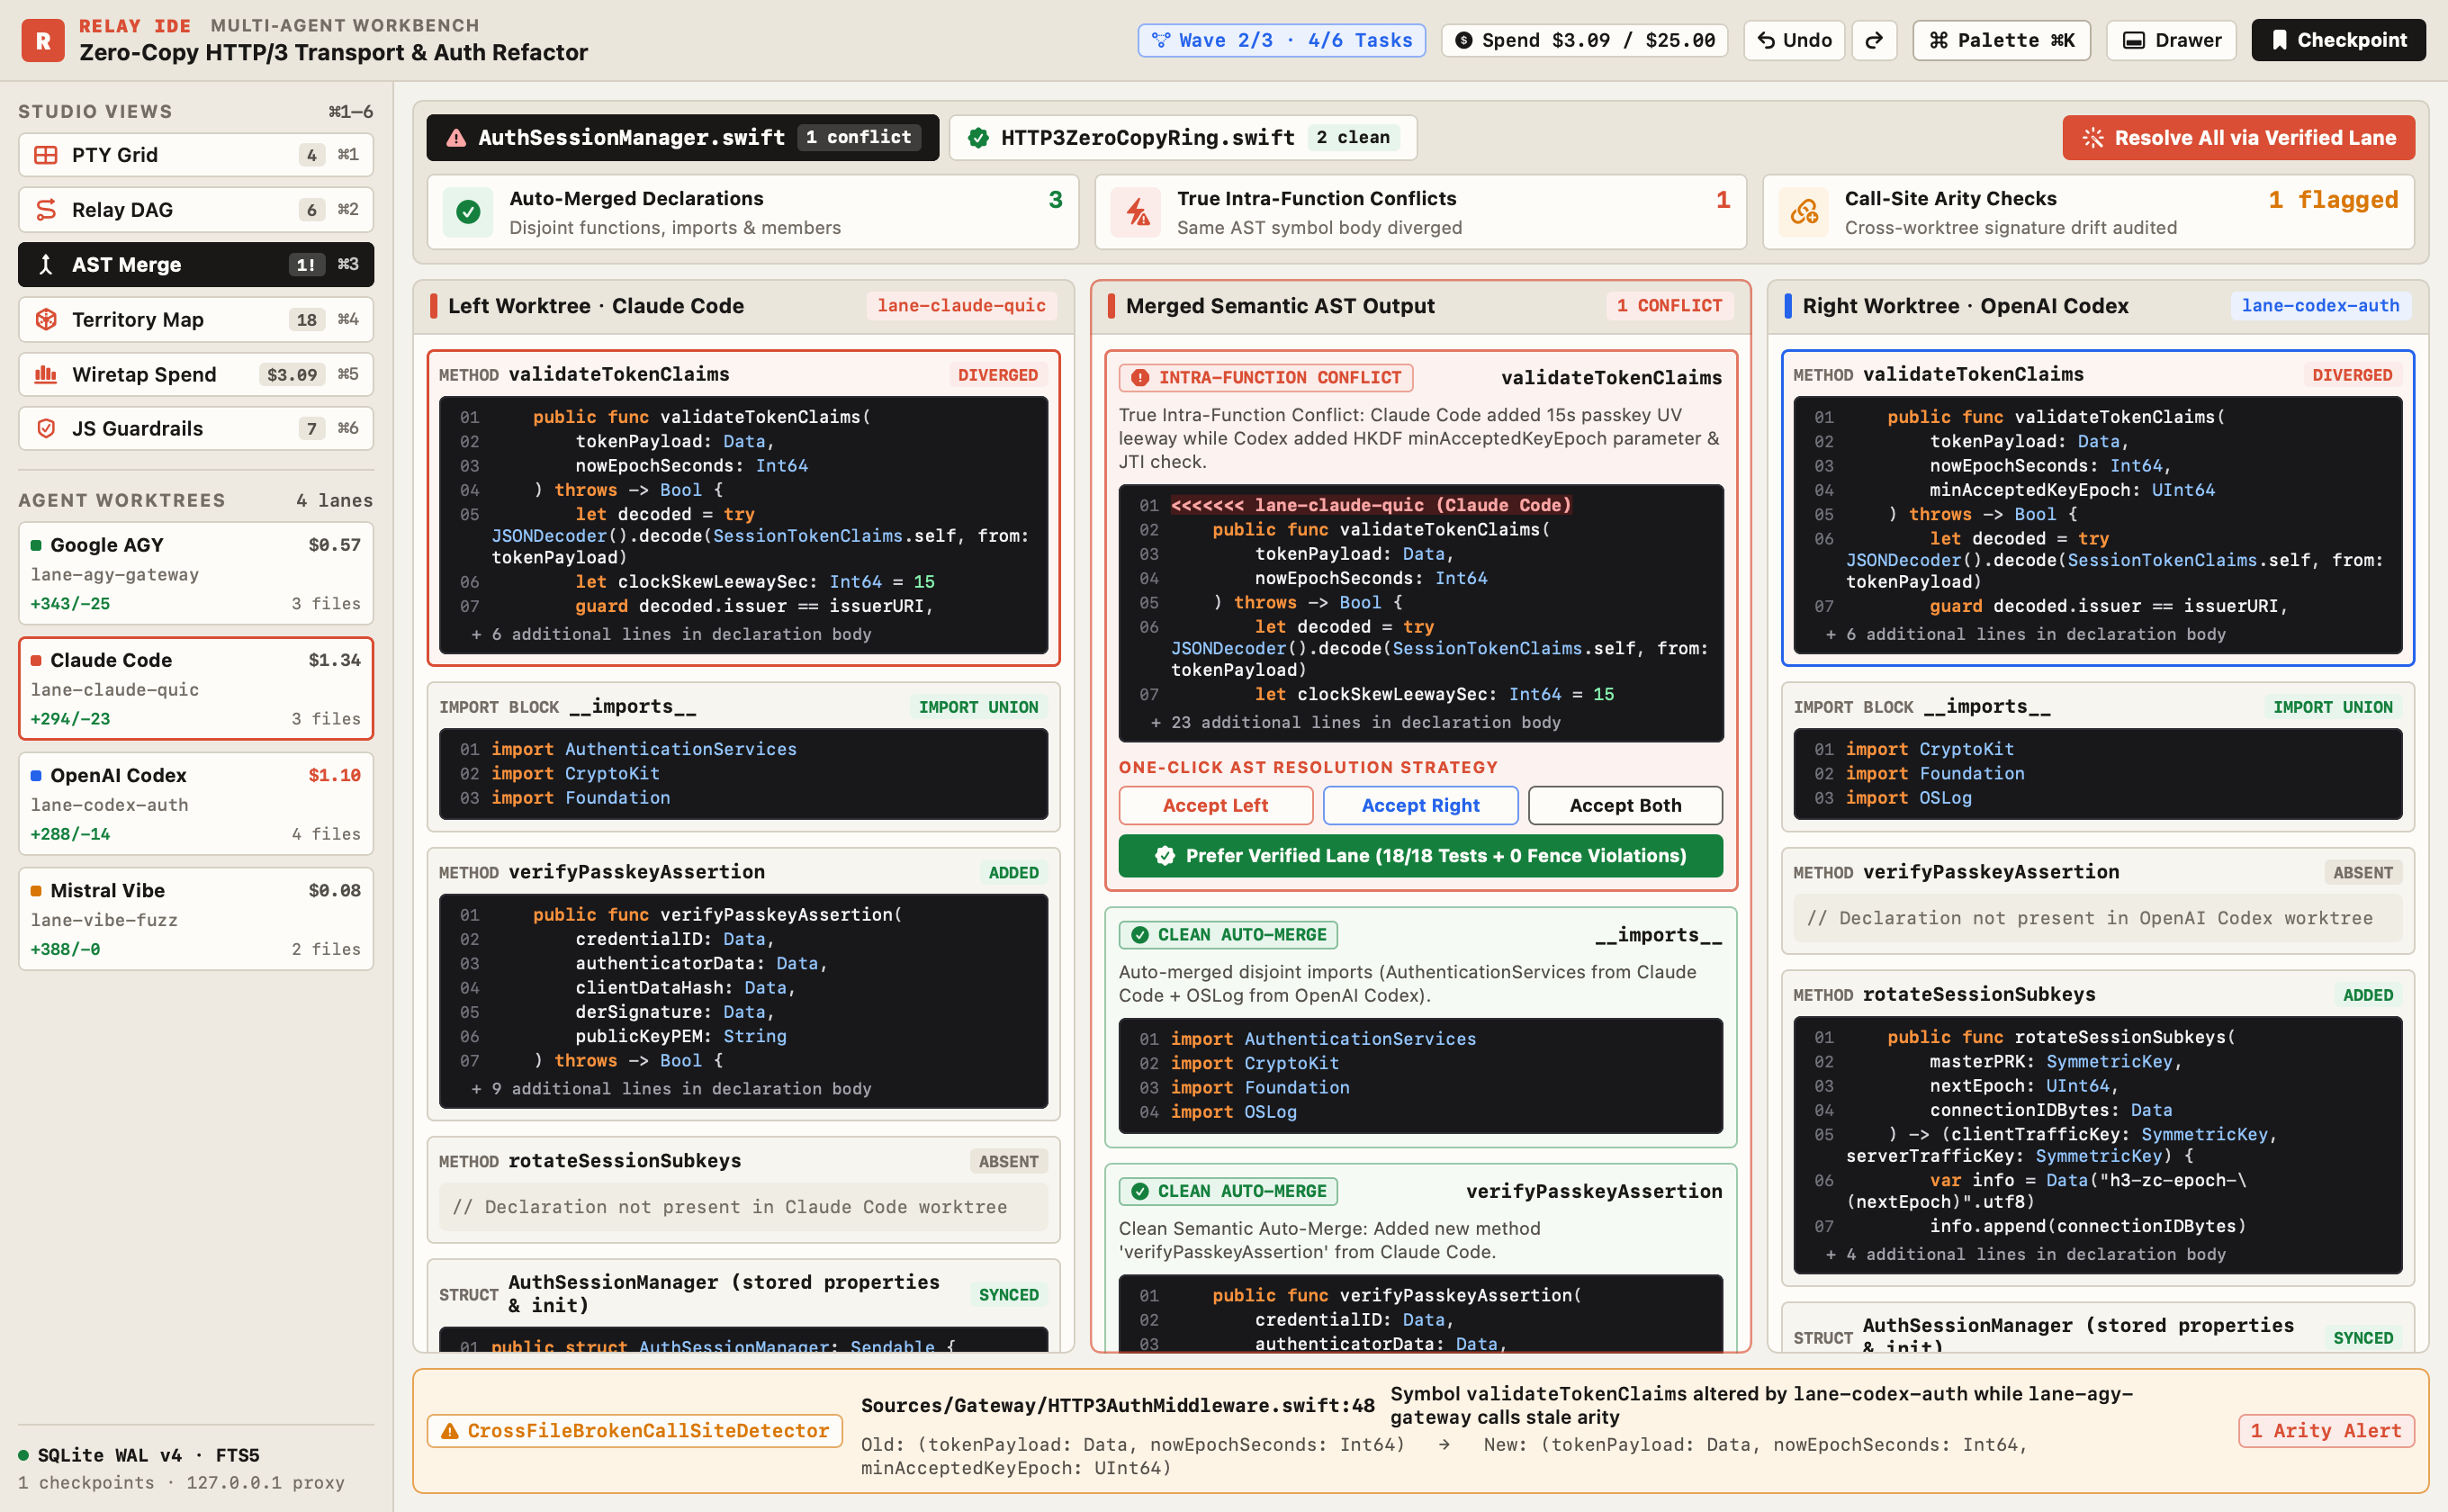 R
RELAY IDE MULTI-AGENT WORKBENCH
Zero-Copy HTTP/3 Transport & Auth Refactor
Wave 2/3 · 4/6 Tasks
Spend $3.09 / $25.00
Undo
⌘ Palette ⌘K
Drawer
Checkpoint
STUDIO VIEWS ⌘1–6
PTY Grid 4 ⌘1
Relay DAG 6 ⌘2
AST Merge 1! ⌘3
Territory Map 18 ⌘4
Wiretap Spend $3.09 ⌘5
JS Guardrails 7 ⌘6
AGENT WORKTREES 4 lanes
Google AGY $0.57
lane-agy-gateway
+343/-25 3 files
Claude Code $1.34
lane-claude-quic
+294/-23 3 files
OpenAI Codex $1.10
lane-codex-auth
+288/-14 4 files
Mistral Vibe $0.08
lane-vibe-fuzz
+388/-0 2 files
SQLite WAL v4 · FTS5
1 checkpoints · 127.0.0.1 proxy
AuthSessionManager.swift 1 conflict
HTTP3ZeroCopyRing.swift 2 clean
Resolve All via Verified Lane
Auto-Merged Declarations 3
Disjoint functions, imports & members
True Intra-Function Conflicts 1
Same AST symbol body diverged
Call-Site Arity Checks 1 flagged
Cross-worktree signature drift audited
Left Worktree · Claude Code lane-claude-quic
METHOD validateTokenClaims DIVERGED
01 public func validateTokenClaims(
02 tokenPayload: Data,
03 nowEpochSeconds: Int64
04 ) throws -> Bool {
05 let decoded = try
JSONDecoder().decode(SessionTokenClaims.self, from:
tokenPayload)
06 let clockSkewLeewaySec: Int64 = 15
07 guard decoded.issuer == issuerURI,
+ 6 additional lines in declaration body
IMPORT BLOCK __imports__ IMPORT UNION
01 import AuthenticationServices
02 import CryptoKit
03 import Foundation
METHOD verifyPasskeyAssertion ADDED
01 public func verifyPasskeyAssertion(
02 credentialID: Data,
03 authenticatorData: Data,
04 clientDataHash: Data,
05 derSignature: Data,
06 publicKeyPEM: String
07 ) throws -> Bool {
+ 9 additional lines in declaration body
METHOD rotateSessionSubkeys ABSENT
// Declaration not present in Claude Code worktree
STRUCT AuthSessionManager (stored properties
& init) SYNCED
01 public struct AuthSessionManager: Sendable {
Merged Semantic AST Output 1 CONFLICT
INTRA-FUNCTION CONFLICT validateTokenClaims
True Intra-Function Conflict: Claude Code added 15s passkey UV
leeway while Codex added HKDF minAcceptedKeyEpoch parameter &
JTI check.
01 <<<<<<< lane-claude-quic (Claude Code)
02 public func validateTokenClaims(
03 tokenPayload: Data,
04 nowEpochSeconds: Int64
05 ) throws -> Bool {
06 let decoded = try
JSONDecoder().decode(SessionTokenClaims.self, from:
tokenPayload)
07 let clockSkewLeewaySec: Int64 = 15
+ 23 additional lines in declaration body
ONE-CLICK AST RESOLUTION STRATEGY
Accept Left
Accept Right
Accept Both
Prefer Verified Lane (18/18 Tests + 0 Fence Violations)
CLEAN AUTO-MERGE __imports__
Auto-merged disjoint imports (AuthenticationServices from Claude
Code + OSLog from OpenAI Codex).
01 import AuthenticationServices
02 import CryptoKit
03 import Foundation
04 import OSLog
CLEAN AUTO-MERGE verifyPasskeyAssertion
Clean Semantic Auto-Merge: Added new method
'verifyPasskeyAssertion' from Claude Code.
01 public func verifyPasskeyAssertion(
02 credentialID: Data,
03 authenticatorData: Data,
Right Worktree · OpenAI Codex lane-codex-auth
METHOD validateTokenClaims DIVERGED
01 public func validateTokenClaims(
02 tokenPayload: Data,
03 nowEpochSeconds: Int64,
04 minAcceptedKeyEpoch: UInt64
05 ) throws -> Bool {
06 let decoded = try
JSONDecoder().decode(SessionTokenClaims.self, from:
tokenPayload)
07 guard decoded.issuer == issuerURI,
+ 6 additional lines in declaration body
IMPORT BLOCK __imports__ IMPORT UNION
01 import CryptoKit
02 import Foundation
03 import OSLog
METHOD verifyPasskeyAssertion ABSENT
// Declaration not present in OpenAI Codex worktree
METHOD rotateSessionSubkeys ADDED
01 public func rotateSessionSubkeys(
02 masterPRK: SymmetricKey,
03 nextEpoch: UInt64,
04 connectionIDBytes: Data
05 ) -> (clientTrafficKey: SymmetricKey,
serverTrafficKey: SymmetricKey) {
06 var info = Data("h3-zc-epoch-\
(nextEpoch)".utf8)
07 info.append(connectionIDBytes)
+ 4 additional lines in declaration body
STRUCT AuthSessionManager (stored properties
& init) SYNCED
CrossFileBrokenCallSiteDetector
Sources/Gateway/HTTP3AuthMiddleware.swift:48 Symbol validateTokenClaims altered by lane-codex-auth while lane-agy-
gateway calls stale arity
Old: (tokenPayload: Data, nowEpochSeconds: Int64) → New: (tokenPayload: Data, nowEpochSeconds: Int64,
minAcceptedKeyEpoch: UInt64)
1 Arity Alert